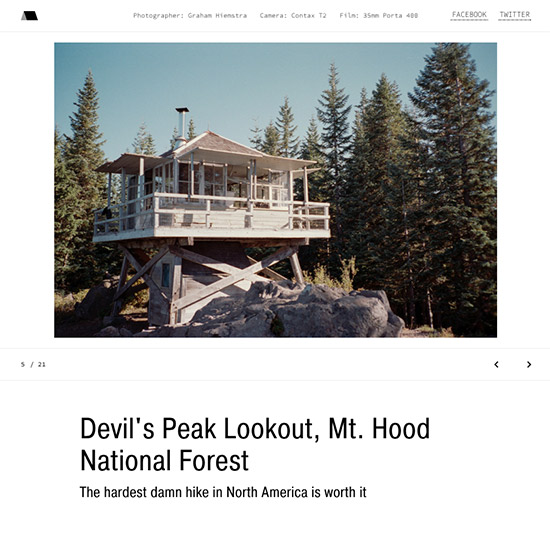 Photographer: Graham Hiemstra Camera: Contax T2 Film: 35mm Porta 400 FACEBOOK TWITTER
5 / 21
Devil's Peak Lookout, Mt. Hood
National Forest
The hardest damn hike in North America is worth it